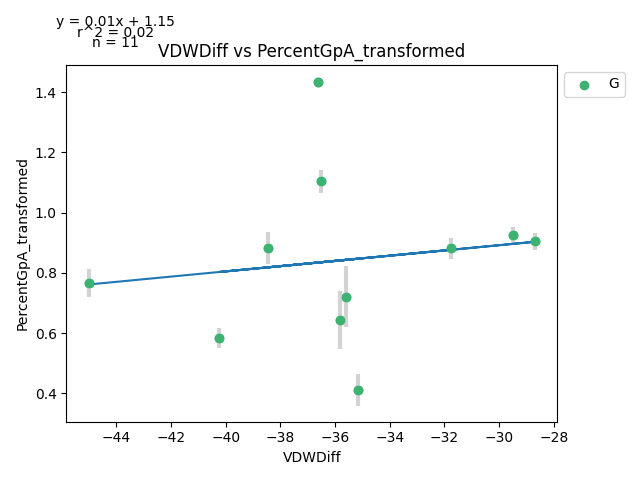 y = 0.01x + 1.15
r^2 = 0.02
n = 11
VDWDiff vs PercentGpA_transformed
G
PercentGpA_transformed
1.4
1.2
1.0
0.8
0.6
0.4
−44 −42 −40 −38 −36 −34 −32 −30 −28
VDWDiff